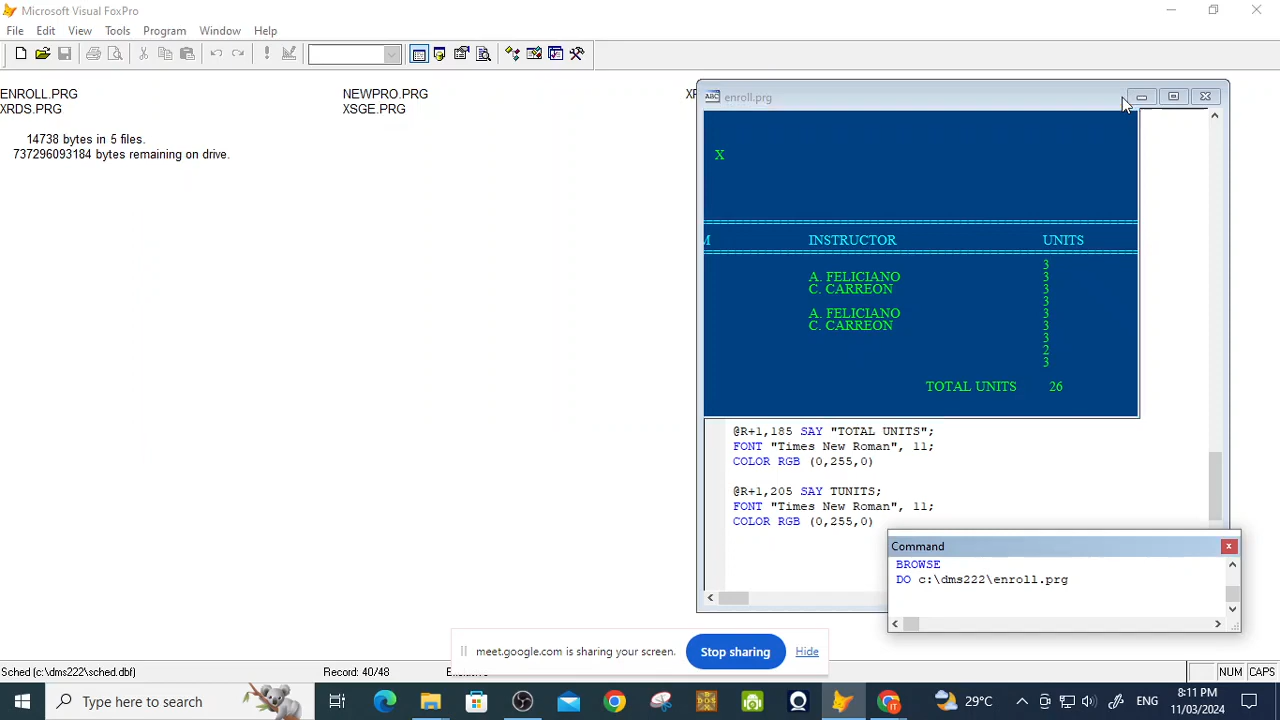 Microsoft Visual FoxPro
File Edit View Tools Program Window Help
ENROLL.PRG NEWPRO.PRG
XRDS.PRG XSGE.PRG
14738 bytes in 5 files.
737296093184 bytes remaining on drive.
enroll.prg
X
INSTRUCTOR UNITS
3
A. FELICIANO 3
C. CARREON 3
3
A. FELICIANO 3
C. CARREON 3
3
2
3
TOTAL UNITS 26
@R+1,185 SAY "TOTAL UNITS";
FONT "Times New Roman", 11;
COLOR RGB (0,255,0)
@R+1,205 SAY TUNITS;
FONT "Times New Roman", 11;
COLOR RGB (0,255,0)
Command
BROWSE
DO c:\dms222\enroll.prg
meet.google.com is sharing your screen. Stop sharing Hide
Sched (c:\dms222\sched.dbf) Record: 40/48 NUM CAPS
Type here to search 29°C ENG 8:11 PM
11/03/2024